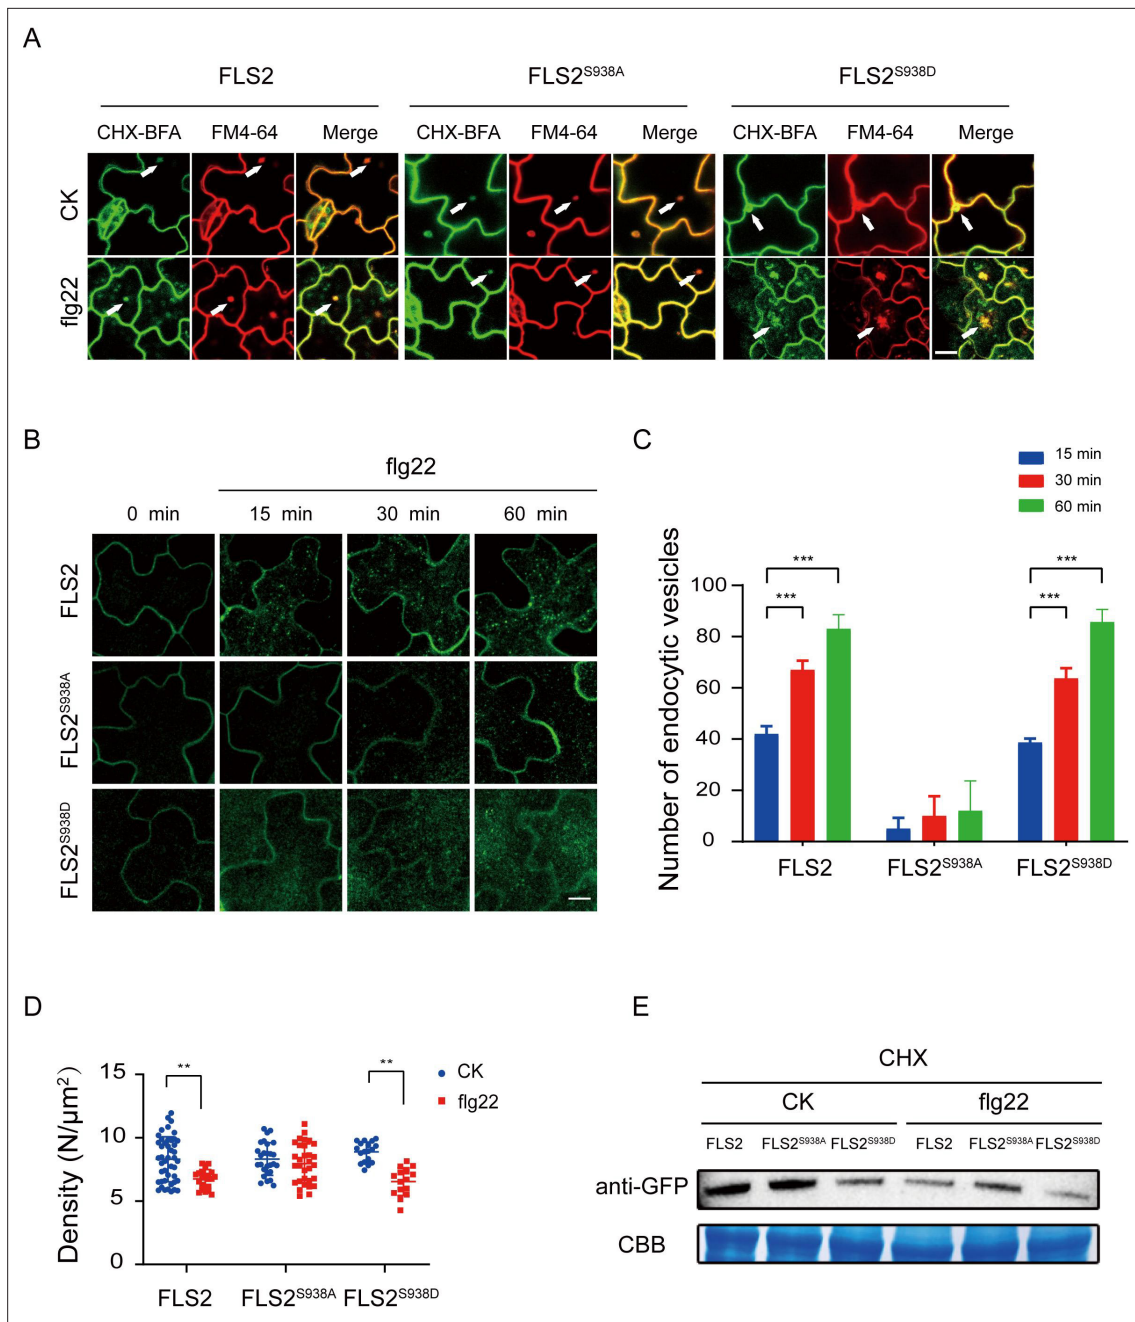 A
FLS2 FLS2S938A FLS2S938D
CHX-BFA FM4-64 Merge CHX-BFA FM4-64 Merge CHX-BFA FM4-64 Merge
CK
flg22
B
flg22
0 min 15 min 30 min 60 min
FLS2
FLS2S938A
FLS2S938D
C
15 min
30 min
60 min
Number of endocytic vesicles
100
80
60
40
20
0
*** *** *** ***
FLS2 FLS2S938A FLS2S938D
D
Density (N/μm²)
15
10
5
0
** **
CK
flg22
FLS2 FLS2S938A FLS2S938D
E
CHX
CK flg22
FLS2 FLS2S938A FLS2S938D FLS2 FLS2S938A FLS2S938D
anti-GFP
CBB